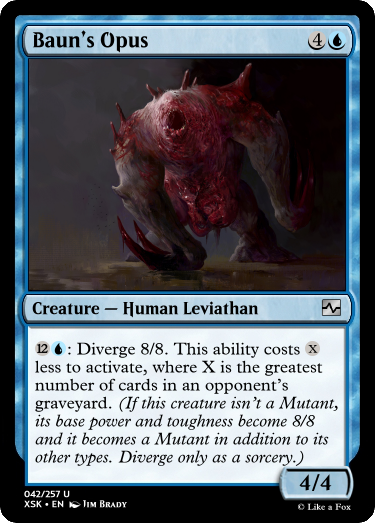 Baun's Opus 4
Creature — Human Leviathan
12: Diverge 8/8. This ability costs X
less to activate, where X is the greatest
number of cards in an opponent's
graveyard. (If this creature isn't a Mutant,
its base power and toughness become 8/8
and it becomes a Mutant in addition to its
other types. Diverge only as a sorcery.)
4/4
042/257 U
XSK • EN Jim Brady
© Like a Fox